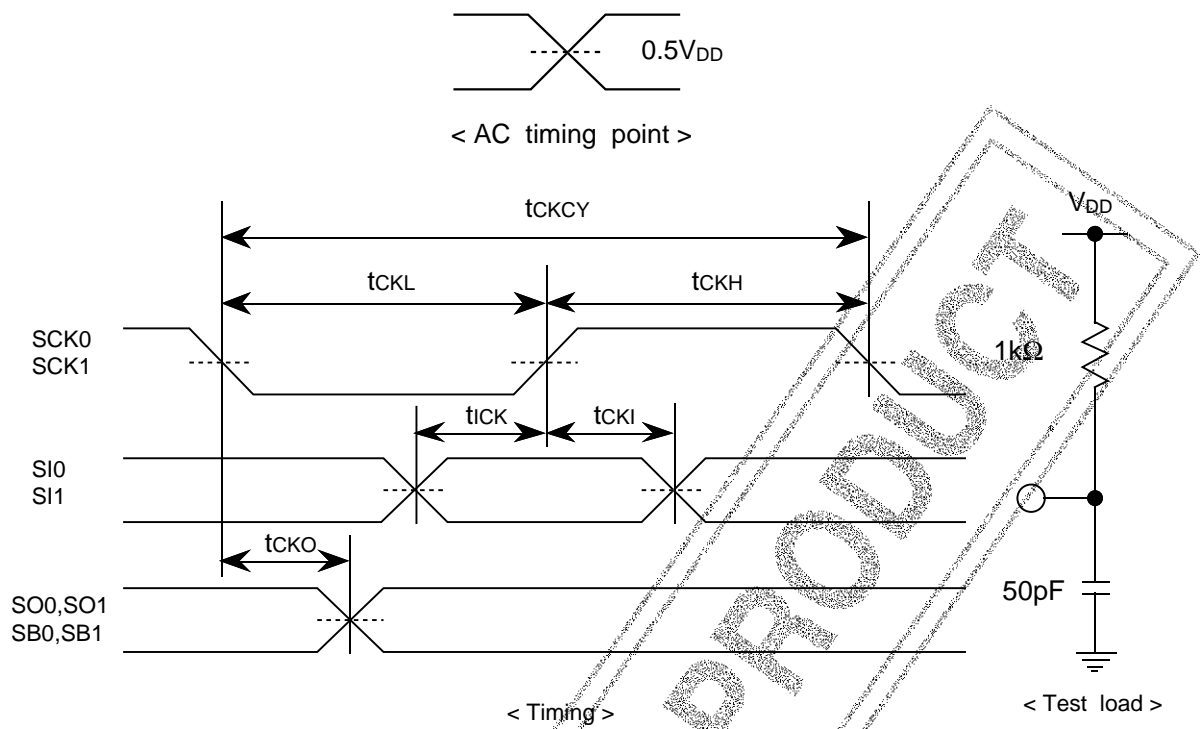 0.5VDD
< AC timing point >
tCKCY
VDD
tCKL
tCKH
SCK0
SCK1
1kΩ
tICK
tCKI
SI0
SI1
tCKO
SO0,SO1
SB0,SB1
50pF
< Timing >
< Test load >
PRODUCT